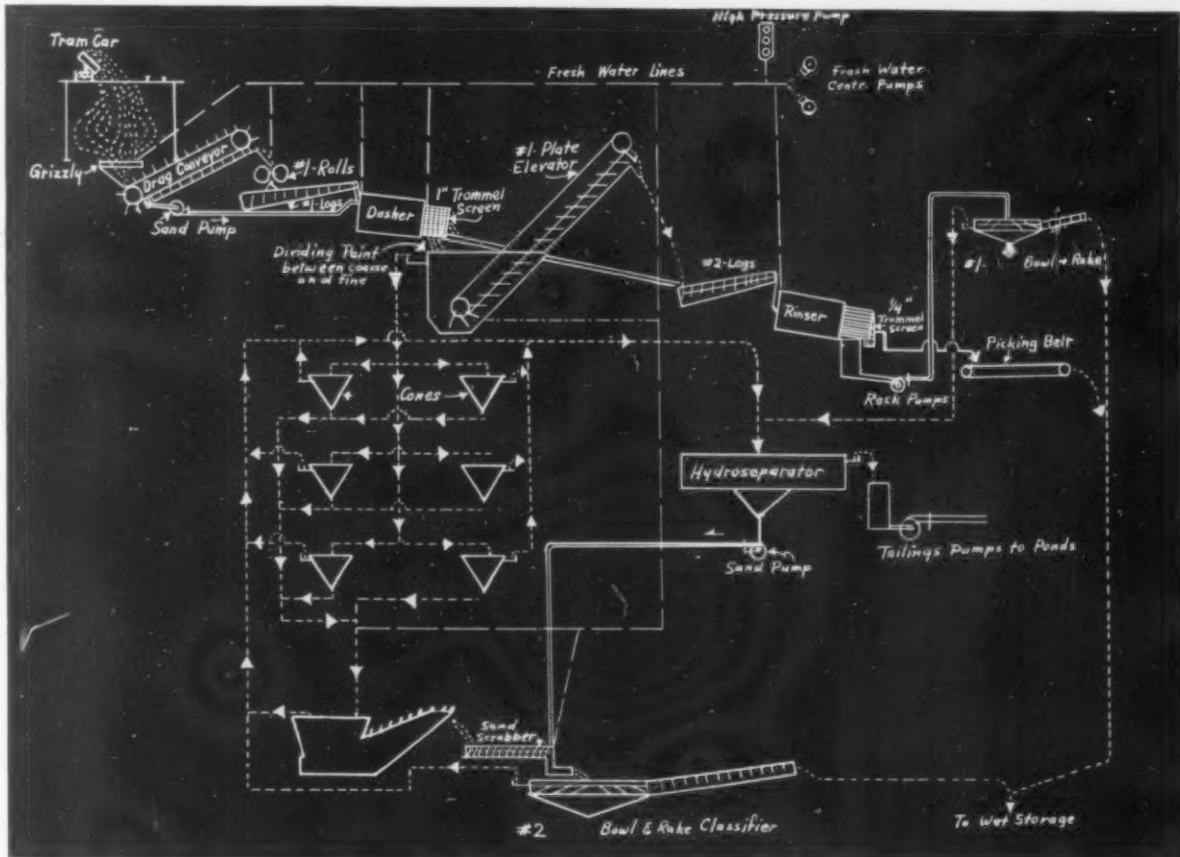 High Pressure Pump
Tram Car
Fresh Water Lines
Fresh Water
Centr. Pumps
#1-Plate
Elevator
Grizzly
Drag Conveyor
#1-Rolls
#1-Logs
Sand Pump
Dasher
1" Trommel
Screen
Dividing Point
between coarse
and fine
#2-Logs
Rinser
1/4"
Trommel
Screen
#1-
Bowl & Rake
Picking Belt
Rock Pumps
Cones
Hydroseparator
Tailings Pumps to Ponds
Sand Pump
Sand
Scrubber
#2
Bowl & Rake Classifier
To Wet Storage